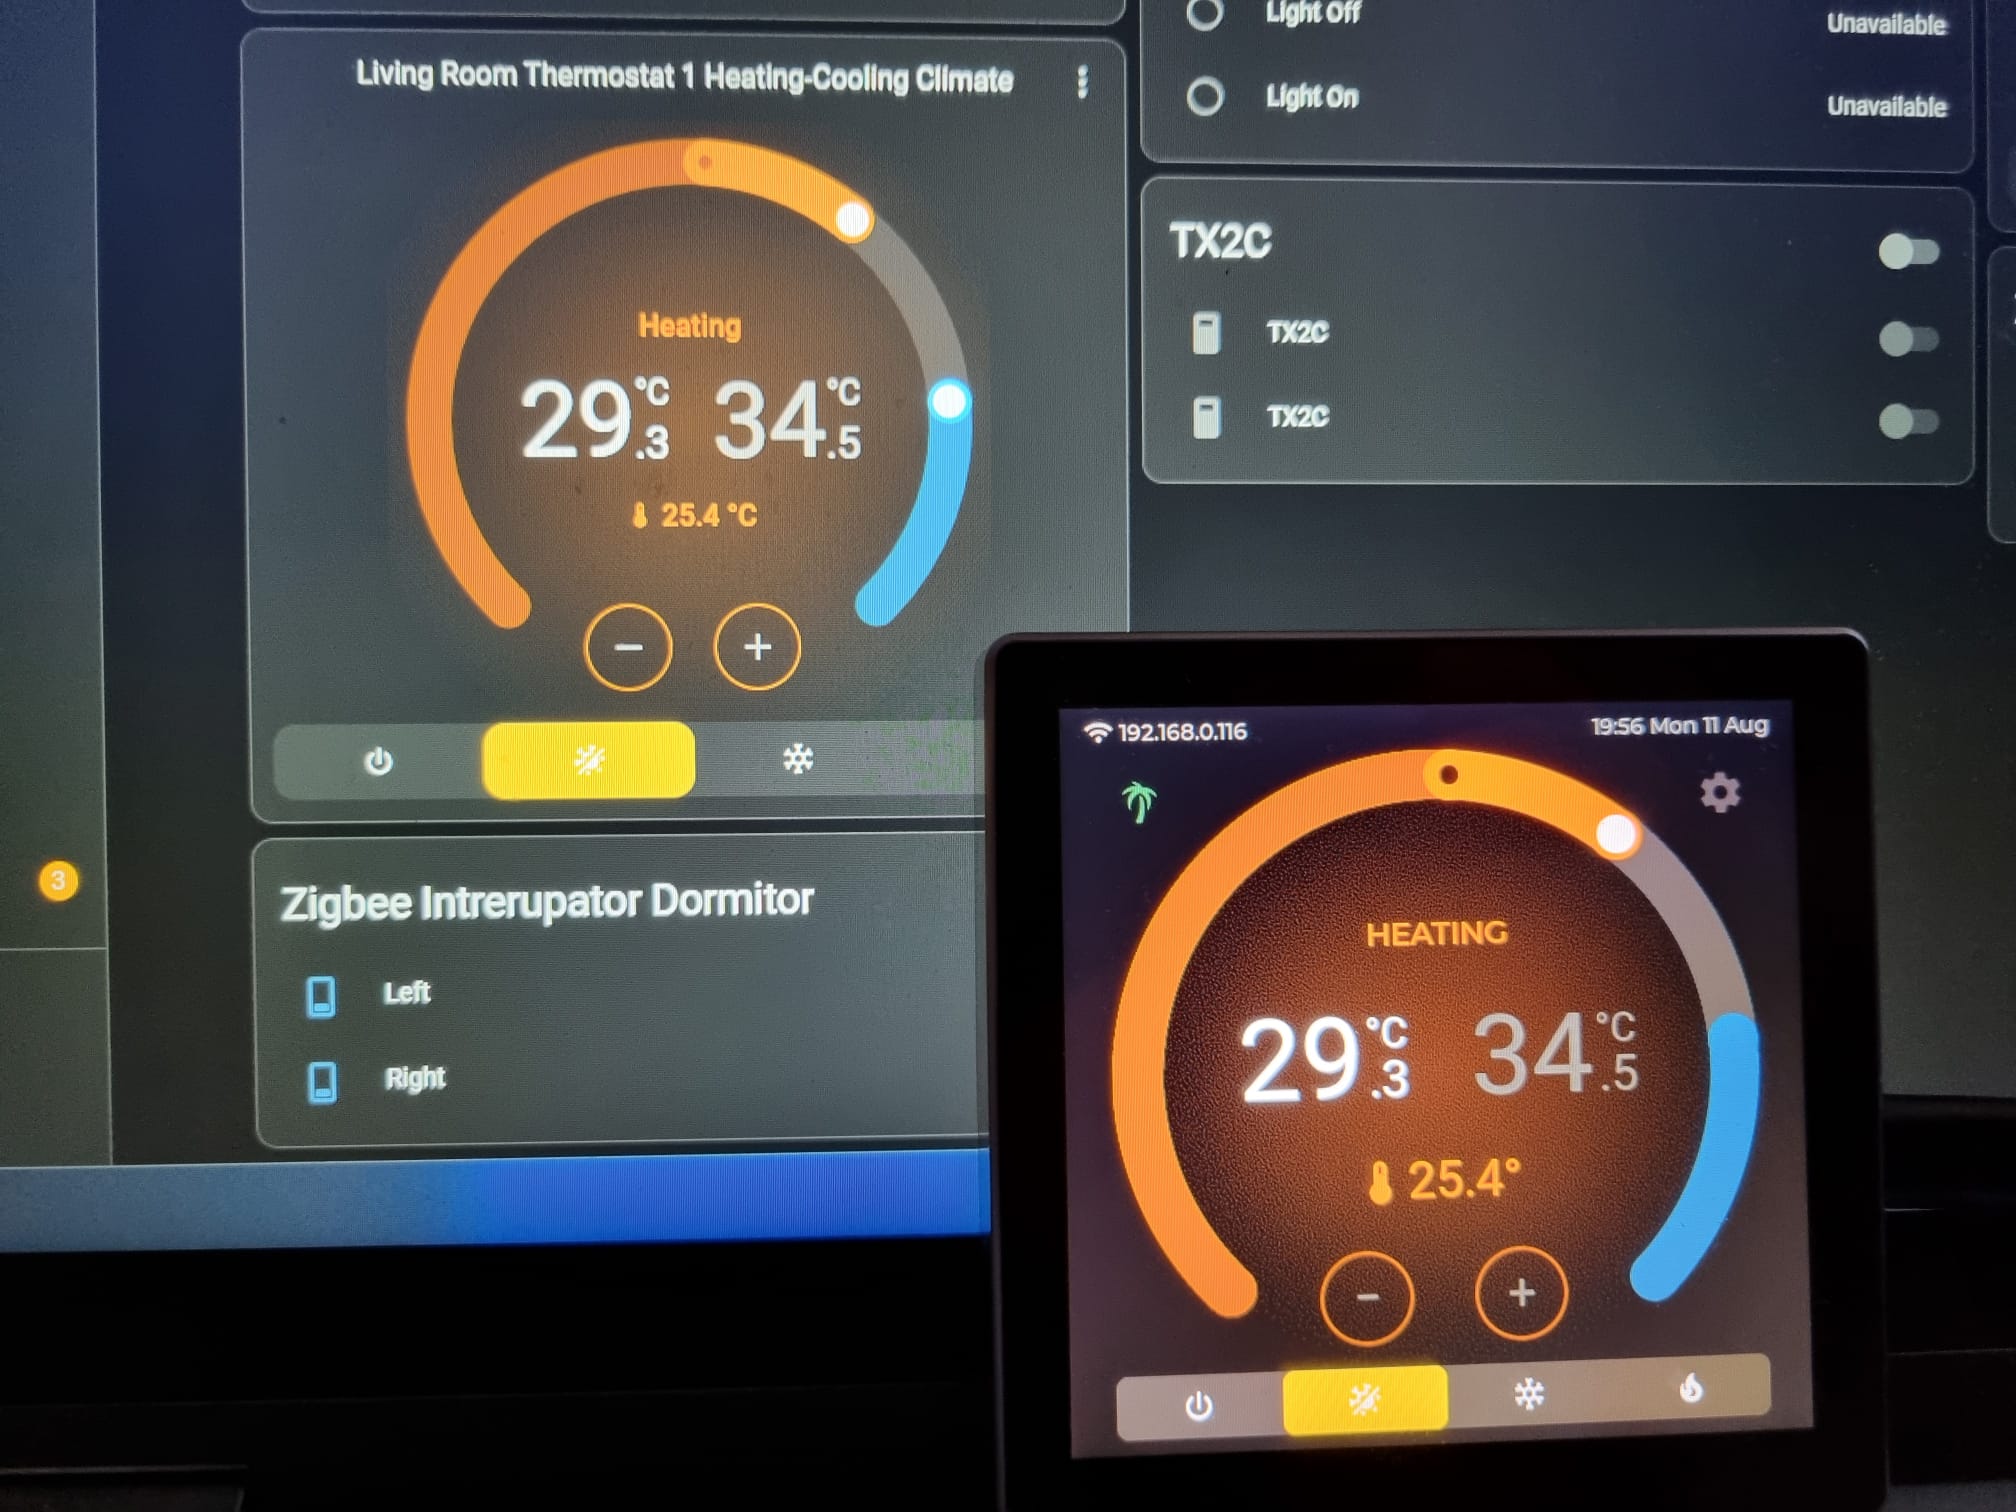 Living Room Thermostat 1 Heating-Cooling Climate
Heating
29.3 °C 34.5 °C
25.4 °C
Zigbee Intrerupator Dormitor
Left
Right
3
Light Off Unavailable
Light On Unavailable
TX2C
TX2C
TX2C
192.168.0.116 19:56 Mon 11 Aug
HEATING
29.3 °C 34.5 °C
25.4°